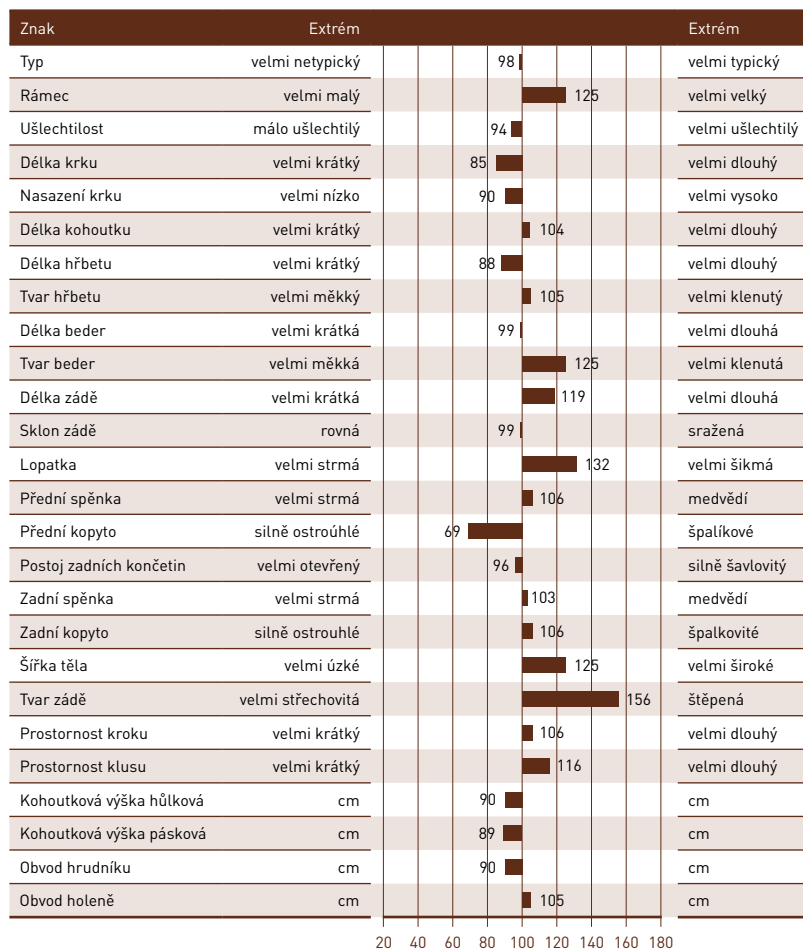 Znak Extrém Extrém
Typ velmi netypický 98 velmi typický
Rámec velmi malý 125 velmi velký
Ušlechtilost málo ušlechtilý 94 velmi ušlechtilý
Délka krku velmi krátký 85 velmi dlouhý
Nasazení krku velmi nízko 90 velmi vysoko
Délka kohoutku velmi krátký 104 velmi dlouhý
Délka hřbetu velmi krátký 88 velmi dlouhý
Tvar hřbetu velmi měkký 105 velmi klenutý
Délka beder velmi krátká 99 velmi dlouhá
Tvar beder velmi měkká 125 velmi klenutá
Délka zádě velmi krátká 119 velmi dlouhá
Sklon zádě rovná 99 sražená
Lopatka velmi strmá 132 velmi šikmá
Přední spěnka velmi strmá 106 medvědí
Přední kopyto silně ostroúhlé 69 špalíkové
Postoj zadních končetin velmi otevřený 96 silně šavlovitý
Zadní spěnka velmi strmá 103 medvědí
Zadní kopyto silně ostrouhlé 106 špalkovité
Šířka těla velmi úzké 125 velmi široké
Tvar zádě velmi střechovitá 156 štěpená
Prostornost kroku velmi krátký 106 velmi dlouhý
Prostornost klusu velmi krátký 116 velmi dlouhý
Kohoutková výška hůlková cm 90 cm
Kohoutková výška pásková cm 89 cm
Obvod hrudníku cm 90 cm
Obvod holeně cm 105 cm
20 40 60 80 100 120 140 160 180